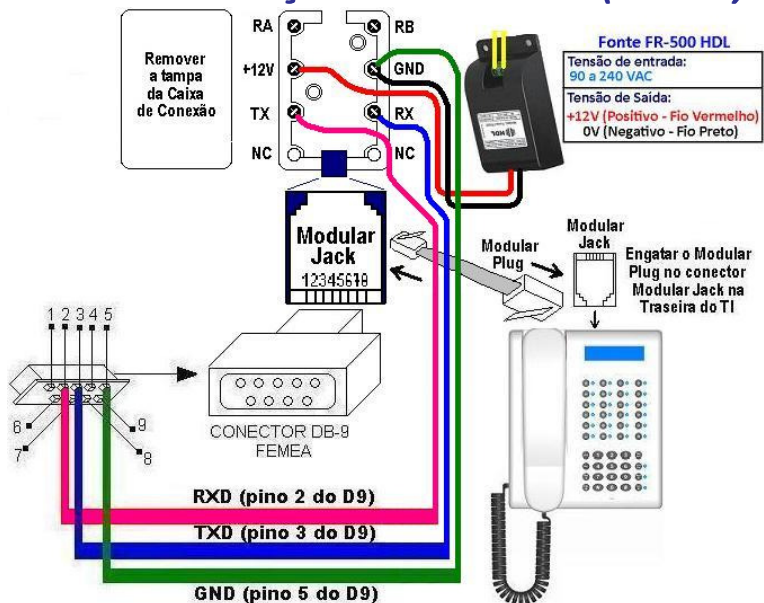 RA
RB
+12V
GND
TX
RX
NC
NC
Remover
a tampa
da Caixa
de Conexão
Fonte FR-500 HDL
Tensão de entrada:
90 a 240 VAC
Tensão de Saída:
+12V (Positivo - Fio Vermelho)
0V (Negativo - Fio Preto)
HDL
Modular
Jack
12345678
Modular
Plug
Modular
Jack
Engatar o Modular
Plug no conector
Modular Jack na
Traseira do TI
1 2 3 4 5
6
7
8
9
CONECTOR DB-9
FEMEA
RXD (pino 2 do D9)
TXD (pino 3 do D9)
GND (pino 5 do D9)